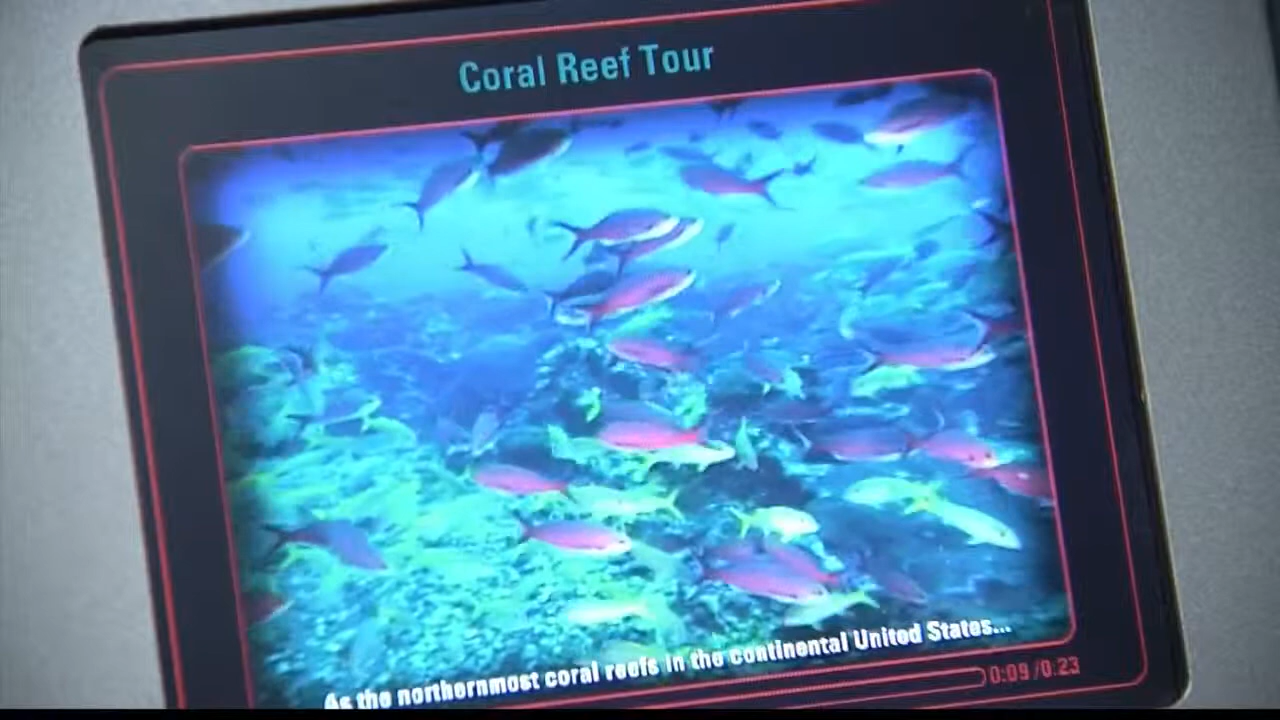 Coral Reef Tour
As the northernmost coral reefs in the continental United States...
0:09/0:23